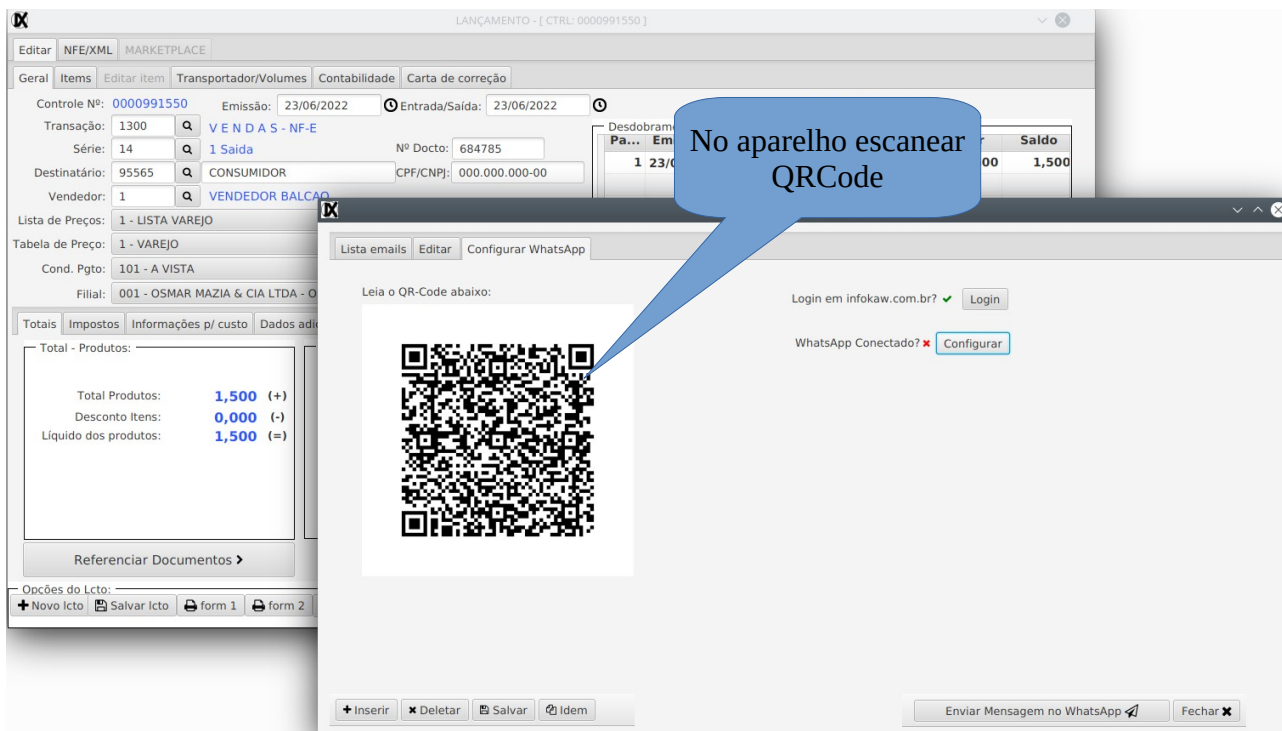 LANÇAMENTO - [ CTRL: 0000991550 ]
Editar NFE/XML MARKETPLACE
Geral Items Editar item Transportador/Volumes Contabilidade Carta de correção
Controle Nº: 0000991550 Emissão: 23/06/2022 Entrada/Saída: 23/06/2022
Transação: 1300 V E N D A S - NF-E
Série: 14 1 Saida Nº Docto: 684785
Destinatário: 95565 CONSUMIDOR CPF/CNPJ: 000.000.000-00
Vendedor: 1 VENDEDOR BALCAO
Lista de Preços: 1 - LISTA VAREJO
Tabela de Preço: 1 - VAREJO
Cond. Pgto: 101 - A VISTA
Filial: 001 - OSMAR MAZIA & CIA LTDA - O
Pa... Em Saldo
1 23/0 00 1,500
No aparelho escanear
QRCode
Totais Impostos Informações p/ custo Dados adi
Total - Produtos:
Total Produtos: 1,500 (+)
Desconto Itens: 0,000 (-)
Líquido dos produtos: 1,500 (=)
Referenciar Documentos
Opções do Lcto:
Novo lcto Salvar lcto form 1 form 2
Lista emails Editar Configurar WhatsApp
Leia o QR-Code abaixo:
Login em infokaw.com.br? Login
WhatsApp Conectado? Configurar
Inserir Deletar Salvar Idem
Enviar Mensagem no WhatsApp Fechar